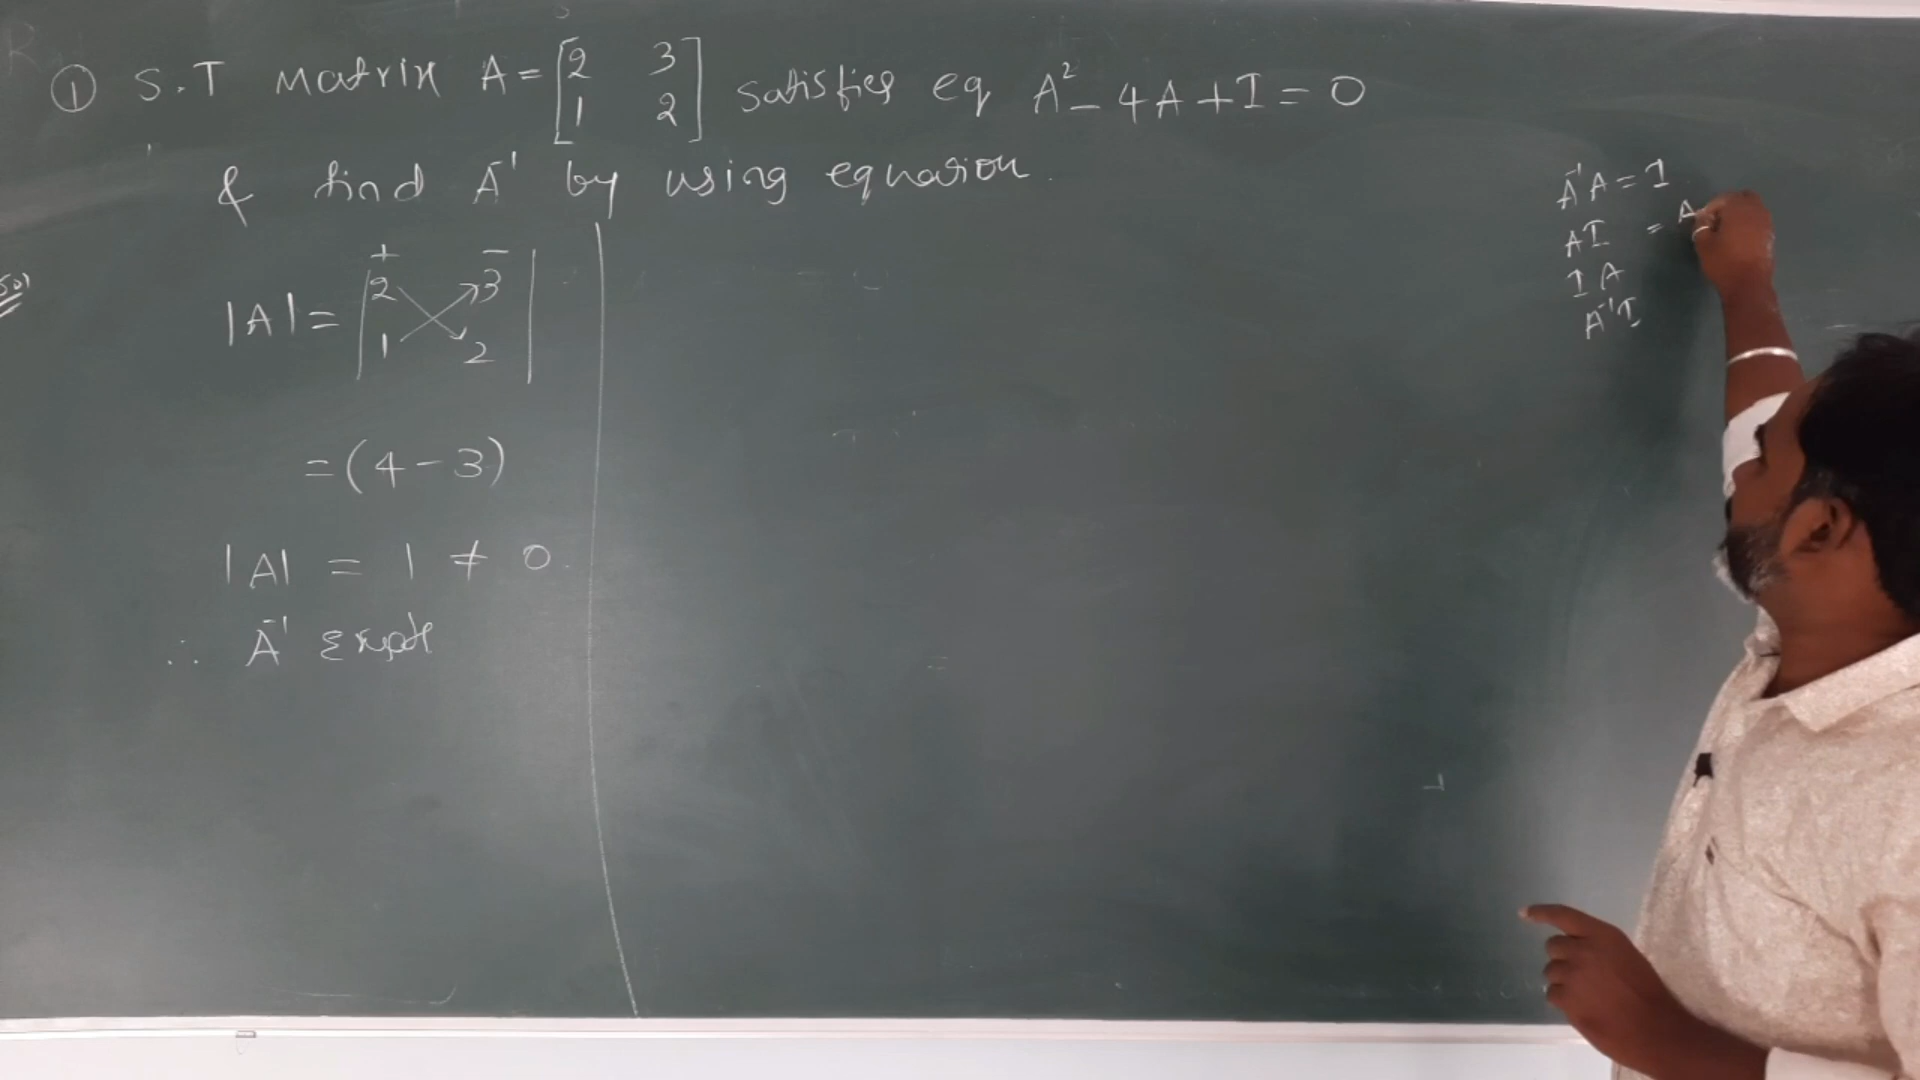 ① S.T Matrix A = [2 3 1 2] satisfies eq A² - 4A + I = 0
& find A⁻¹ by using equation.
Sol
|A| = | + 2 - 3 1 2 |
= (4 - 3)
|A| = 1 ≠ 0.
∴ A⁻¹ Exist
A⁻¹A = I
AI = A
IA
A⁻¹I